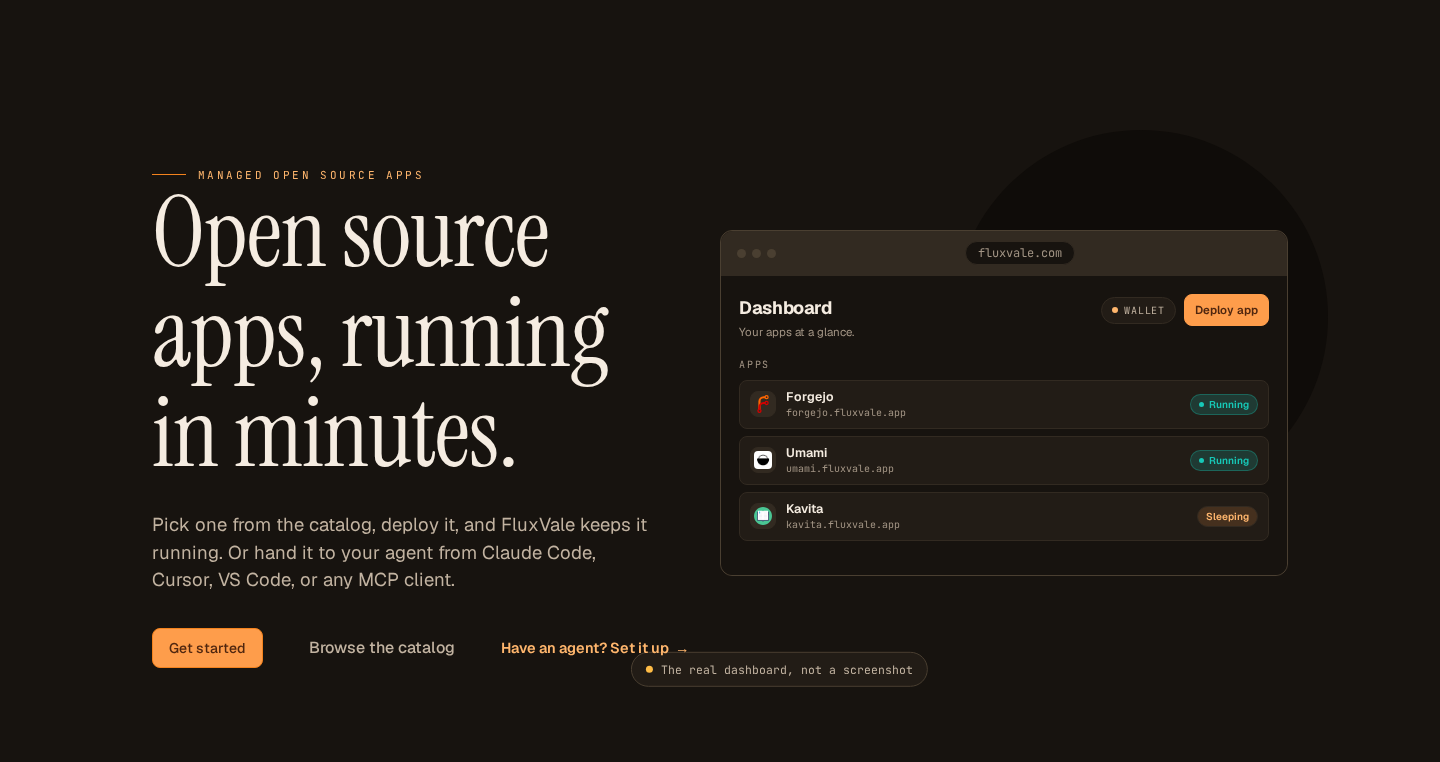 MANAGED OPEN SOURCE APPS
Open source
apps, running
in minutes.
Pick one from the catalog, deploy it, and FluxVale keeps it
running. Or hand it to your agent from Claude Code,
Cursor, VS Code, or any MCP client.
Get started
Browse the catalog
Have an agent? Set it up →
fluxvale.com
Dashboard
Your apps at a glance.
WALLET
Deploy app
APPS
Forgejo
forgejo.fluxvale.app
Running
Umami
umami.fluxvale.app
Running
Kavita
kavita.fluxvale.app
Sleeping
The real dashboard, not a screenshot